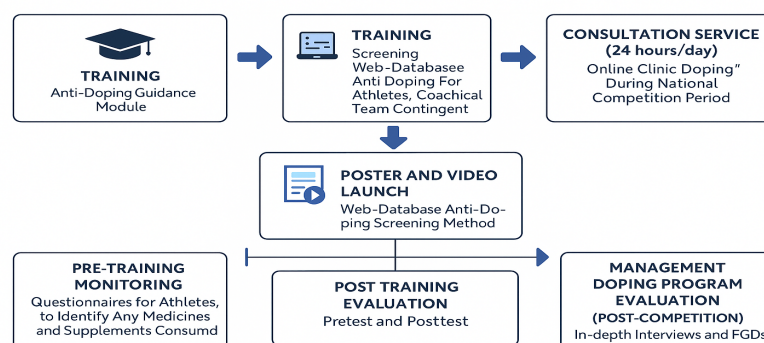 TRAINING
Anti-Doping Guidance
Module
TRAINING
Screening
Web-Databasee
Anti Doping For
Athletes, Coachical
Team Contingent
CONSULTATION SERVICE
(24 hours/day)
Online Clinic Doping"
During National
Competition Period
POSTER AND VIDEO
LAUNCH
Web-Database Anti-Do-
ping Screening Method
PRE-TRAINING
MONITORING
Questionnaires for Athletes,
to Identify Any Medicines
and Supplements Consumd
POST TRAINING
EVALUATION
Pretest and Posttest
MANAGEMENT
DOPING PROGRAM
EVALUATION
(POST-COMPETITION)
In-depth Interviews and FGDs